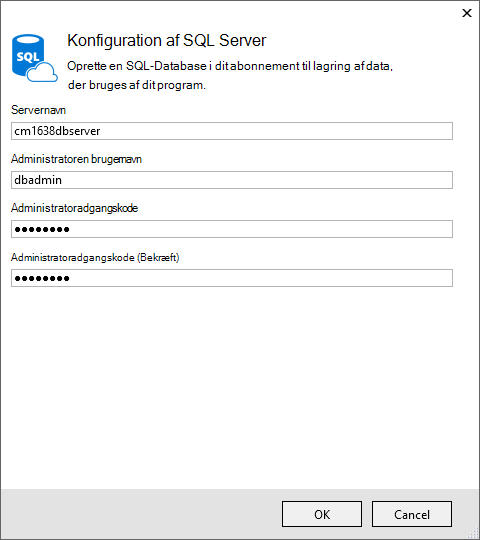 Konfiguration af SQL Server
SQL
Oprette en SQL-Database i dit abonnement til lagring af data,
der bruges af dit program.
Servernavn
cm1638dbserver
Administratoren brugernavn
dbadmin
Administratoradgangskode
●●●●●●●●
Administratoradgangskode (Bekræft)
●●●●●●●●
OK
Cancel